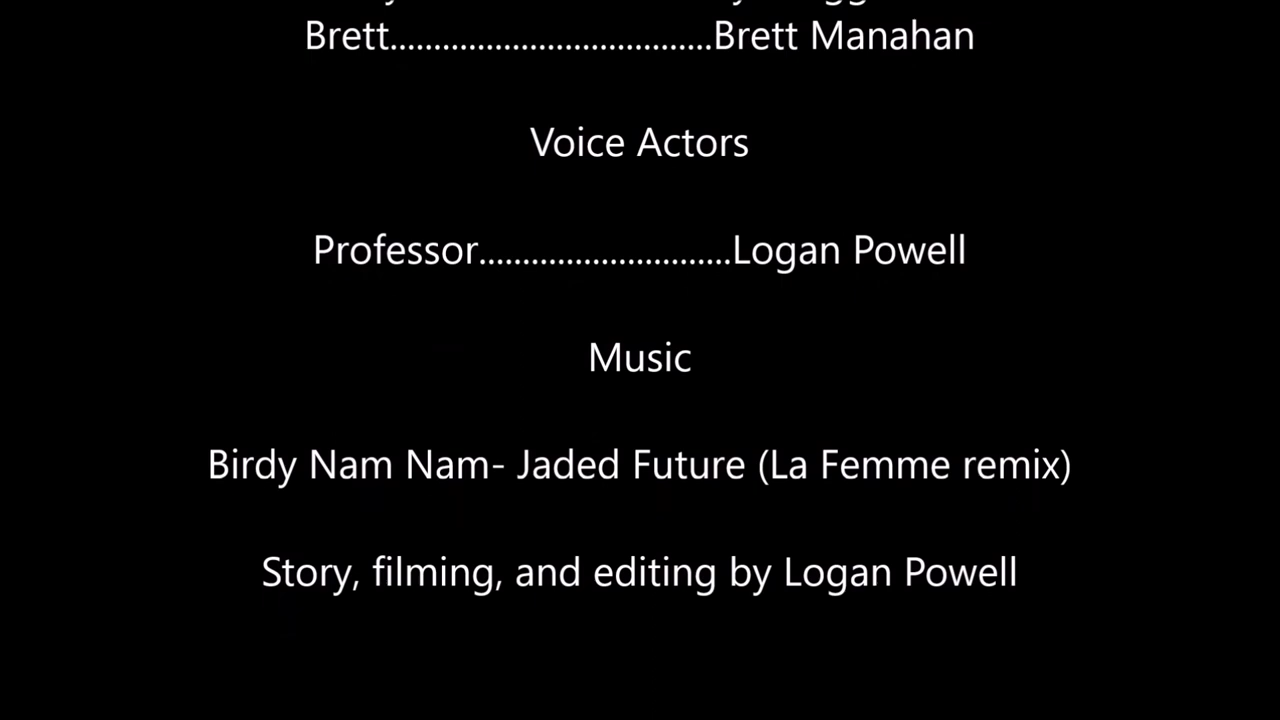 Brett.....................................Brett Manahan
Voice Actors
Professor.............................Logan Powell
Music
Birdy Nam Nam- Jaded Future (La Femme remix)
Story, filming, and editing by Logan Powell